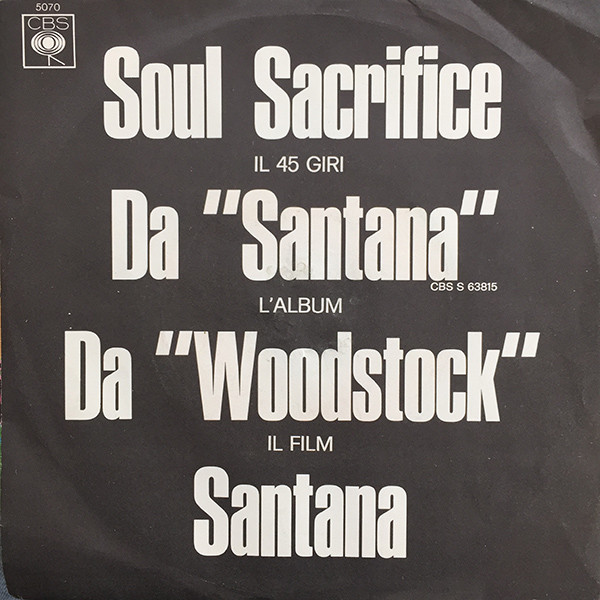 5070
CBS
Soul Sacrifice
IL 45 GIRI
Da "Santana"
CBS S 63815
L'ALBUM
Da "Woodstock"
IL FILM
Santana